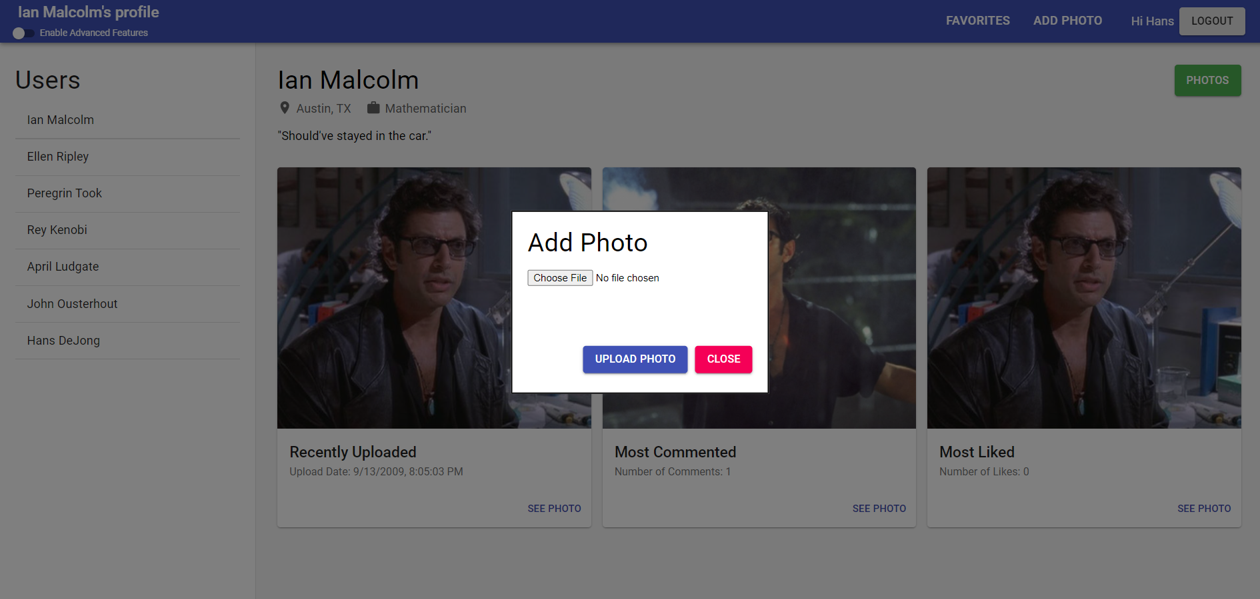 Ian Malcolm's profile
Enable Advanced Features
FAVORITES
ADD PHOTO
Hi Hans
LOGOUT
Users
Ian Malcolm
Ellen Ripley
Peregrin Took
Rey Kenobi
April Ludgate
John Ousterhout
Hans DeJong
Ian Malcolm
PHOTOS
Austin, TX
Mathematician
"Should've stayed in the car."
Add Photo
Choose File No file chosen
UPLOAD PHOTO
CLOSE
Recently Uploaded
Upload Date: 9/13/2009, 8:05:03 PM
SEE PHOTO
Most Commented
Number of Comments: 1
SEE PHOTO
Most Liked
Number of Likes: 0
SEE PHOTO